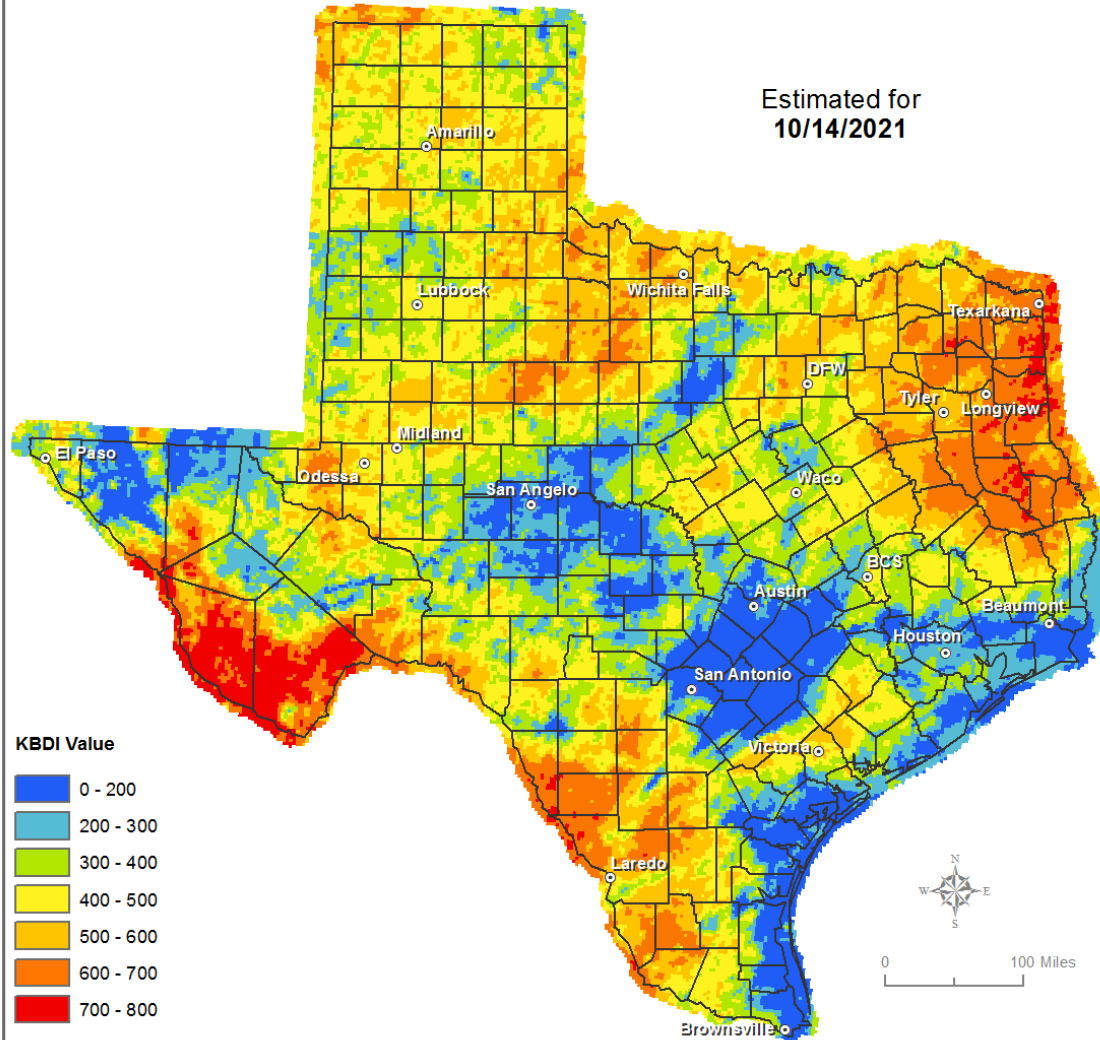 Estimated for
10/14/2021
Amarillo
Lubbock
Wichita Falls
Texarkana
DFW
Tyler
Longview
El Paso
Midland
Odessa
San Angelo
Waco
BCS
Austin
Beaumont
Houston
San Antonio
Victoria
Laredo
Brownsville
KBDI Value
0 - 200
200 - 300
300 - 400
400 - 500
500 - 600
600 - 700
700 - 800
N
W E
S
0 100 Miles